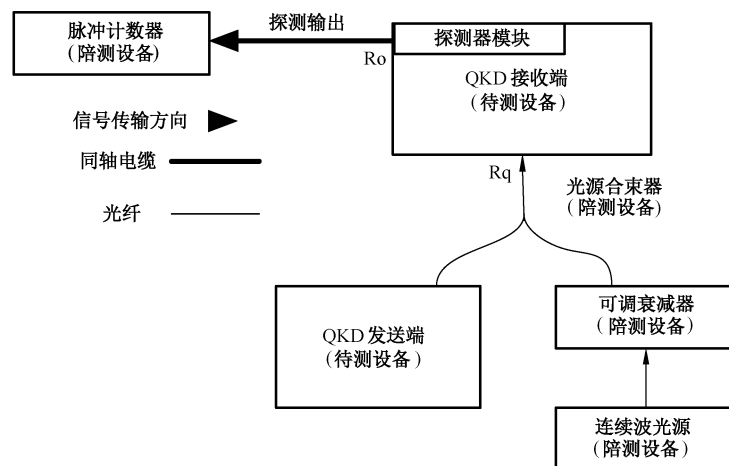 脉冲计数器
(陪测设备)
探测输出
Ro
探测器模块
QKD 接收端
(待测设备)
信号传输方向
同轴电缆
光纤
Rq
光源合束器
(陪测设备)
QKD 发送端
(待测设备)
可调衰减器
(陪测设备)
连续波光源
(陪测设备)